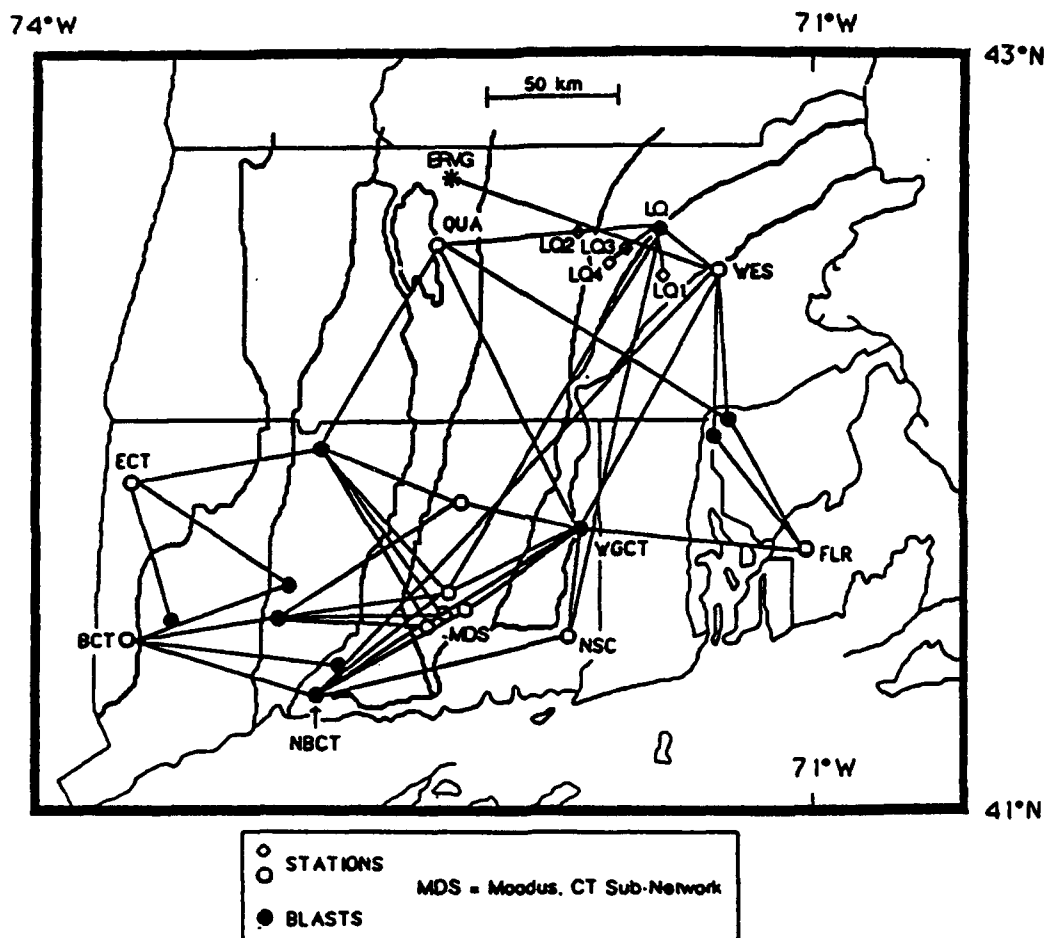 74°W
71°W
43°N
50 km
ERVG
QUA
LQ
LQ2
LQ3
LQ4
LQ1
WES
ECT
WGCT
FLR
BCT
MDS
NSC
NBCT
71°W
41°N
STATIONS
MDS = Moodus, CT Sub-Network
BLASTS